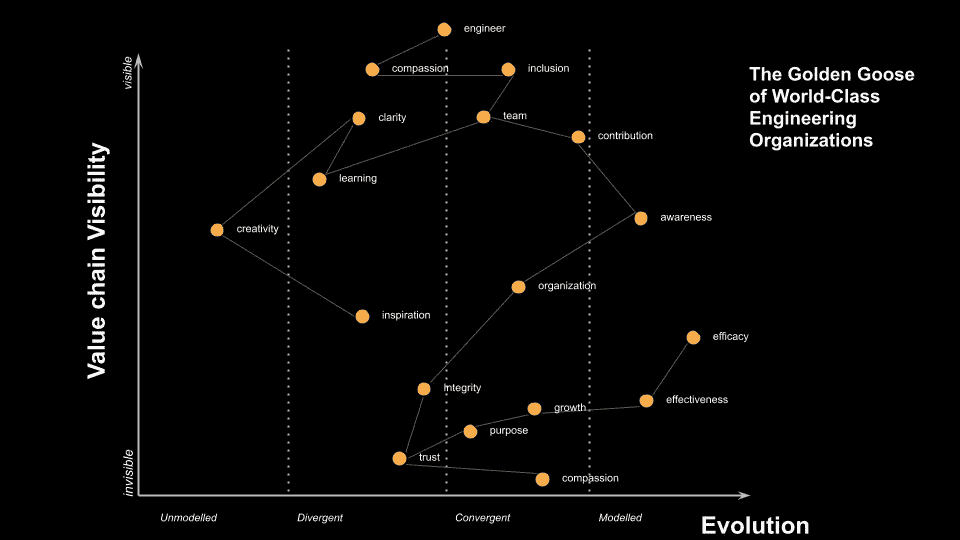 engineer
compassion
inclusion
visible
The Golden Goose
of World-Class
Engineering
Organizations
clarity
team
contribution
learning
Value chain Visibility
creativity
awareness
organization
inspiration
efficacy
integrity
effectiveness
growth
purpose
trust
invisible
compassion
Unmodelled
Divergent
Convergent
Modelled
Evolution